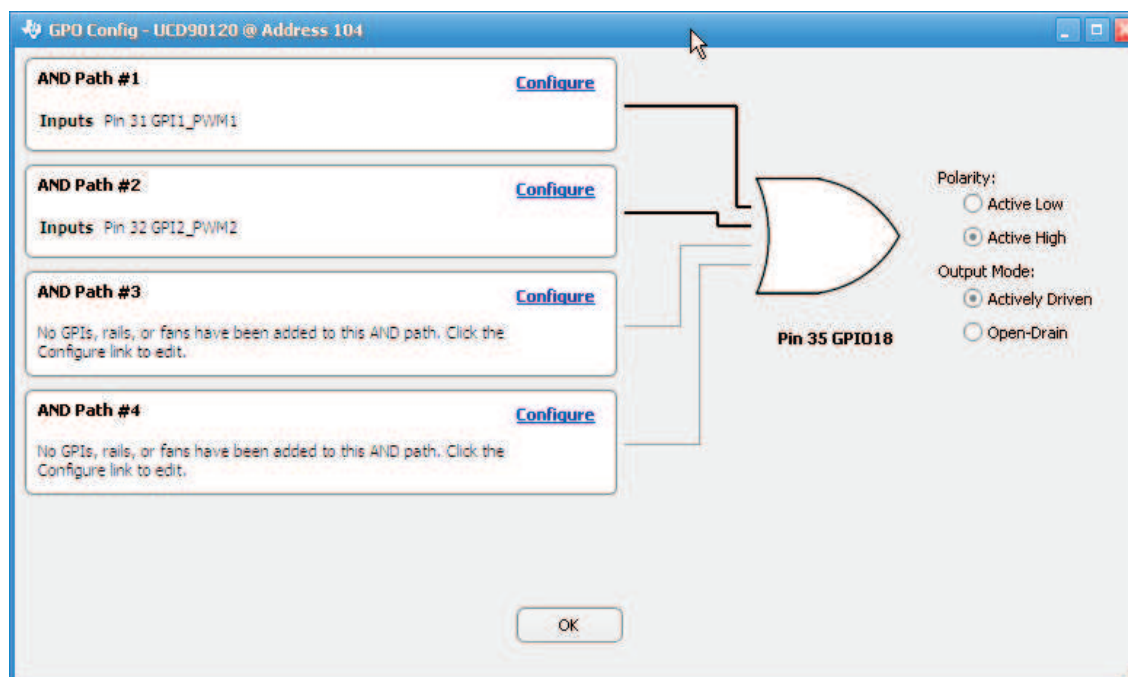 GPO Config - UCD90120 @ Address 104
AND Path #1
Configure
Inputs Pin 31 GPI1_PWM1
AND Path #2
Configure
Inputs Pin 32 GPI2_PWM2
AND Path #3
Configure
No GPIs, rails, or fans have been added to this AND path. Click the
Configure link to edit.
AND Path #4
Configure
No GPIs, rails, or fans have been added to this AND path. Click the
Configure link to edit.
Pin 35 GPIO18
Polarity:
Active Low
Active High
Output Mode:
Actively Driven
Open-Drain
OK